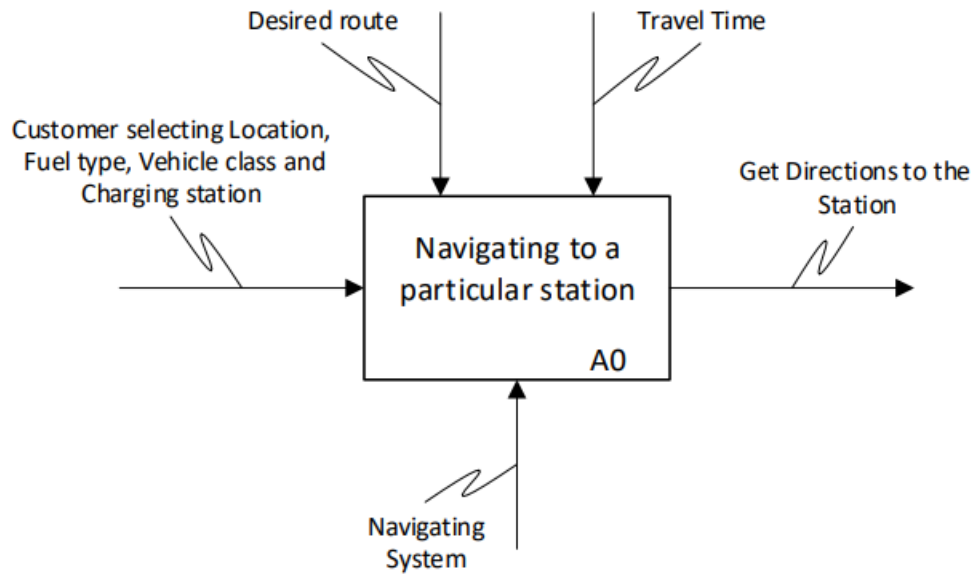 Desired route
Travel Time
Customer selecting Location,
Fuel type, Vehicle class and
Charging station
Get Directions to the
Station
Navigating to a
particular station
A0
Navigating
System